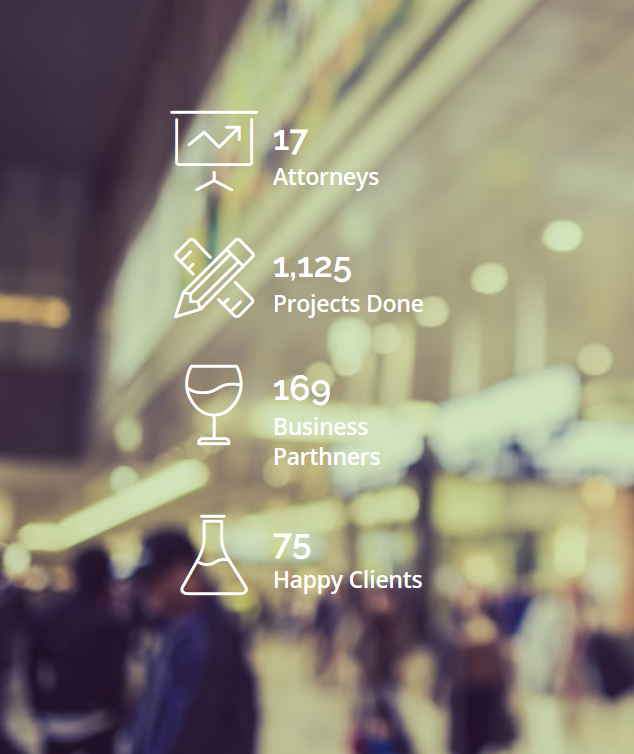 17
Attorneys
1,125
Projects Done
169
Business
Parthners
75
Happy Clients